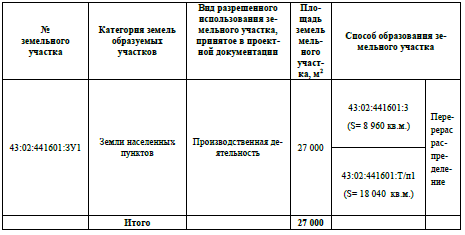 №
земельного
участка
Категория земель
образуемых
участков
Вид разрешенного
использования зе-
мельного участка,
принятое в проект-
ной документации
Пло-
щадь
земель
мель-
ного
участ-
ка, м²
Способ образования зе-
мельного участка
43:02:441601:ЗУ1
Земли населенных
пунктов
Производственная де-
ятельность
27 000
43:02:441601:3
(S= 8 960 кв.м.)
43:02:441601:Т/п1
(S= 18 040 кв.м.)
Пере-
рерас
рас-
пре-
деле-
ние
Итого
27 000